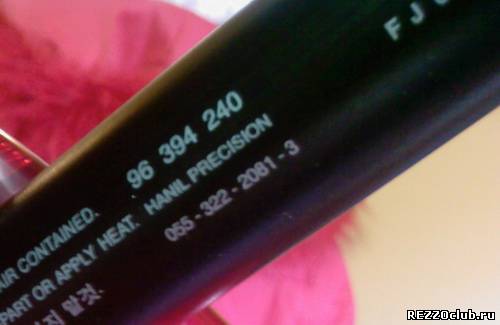 F J
96 394 240
AIR CONTAINED.
PART OR APPLY HEAT. HANIL PRECISION
055 - 322 - 2081 - 3
말것.
REZZOclub.ru